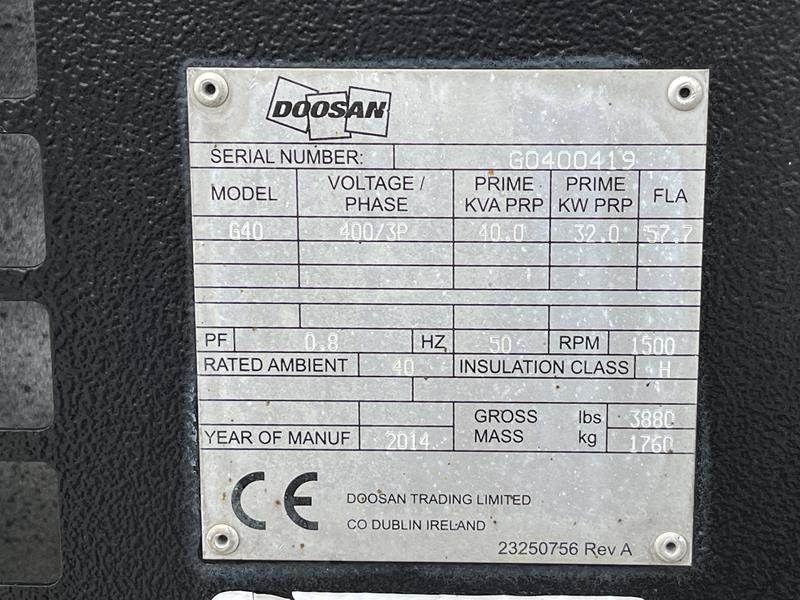 DOOSAN
SERIAL NUMBER: G0400419
MODEL VOLTAGE / PHASE PRIME KVA PRP PRIME KW PRP FLA
G40 400/3P 40.0 32.0 57.7
PF 0.8 HZ 50 RPM 1500
RATED AMBIENT 40 INSULATION CLASS H
GROSS MASS lbs 3880
YEAR OF MANUF 2014 kg 1760
CE DOOSAN TRADING LIMITED
CO DUBLIN IRELAND
23250756 Rev A